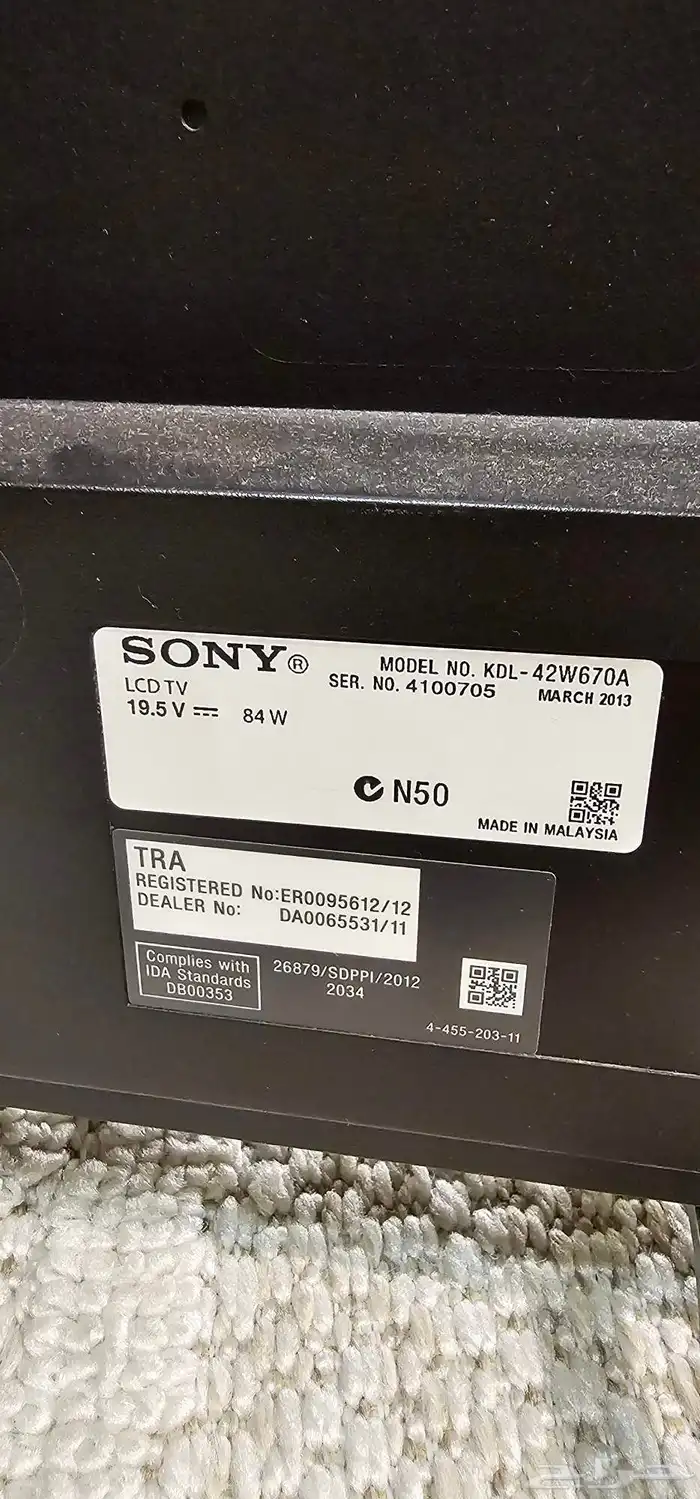 SONY®
MODEL NO. KDL-42W670A
LCD TV
SER. NO. 4100705 MARCH 2013
19.5 V ⎓ 84 W
N50
MADE IN MALAYSIA
TRA
REGISTERED No:ER0095612/12
DEALER No: DA0065531/11
Complies with
IDA Standards
DB00353
26879/SDPPI/2012
2034
4-455-203-11
حراج